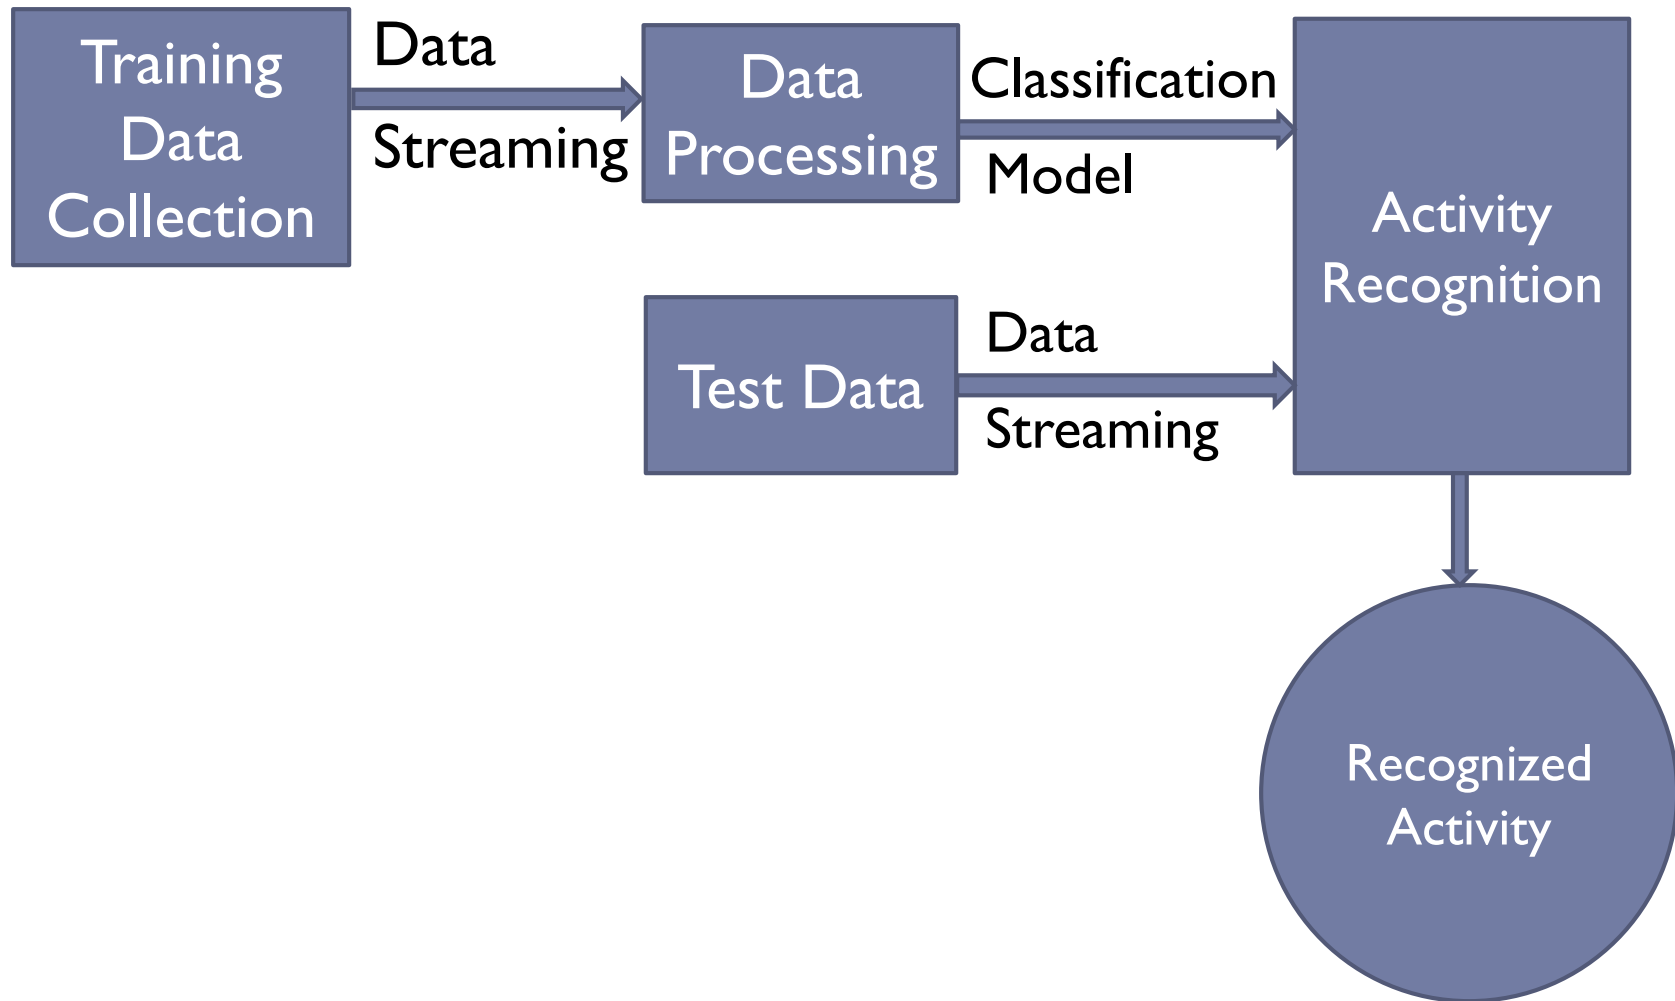 Training
Data
Collection
Data
Streaming
Data
Processing
Classification
Model
Activity
Recognition
Test Data
Data
Streaming
Recognized
Activity